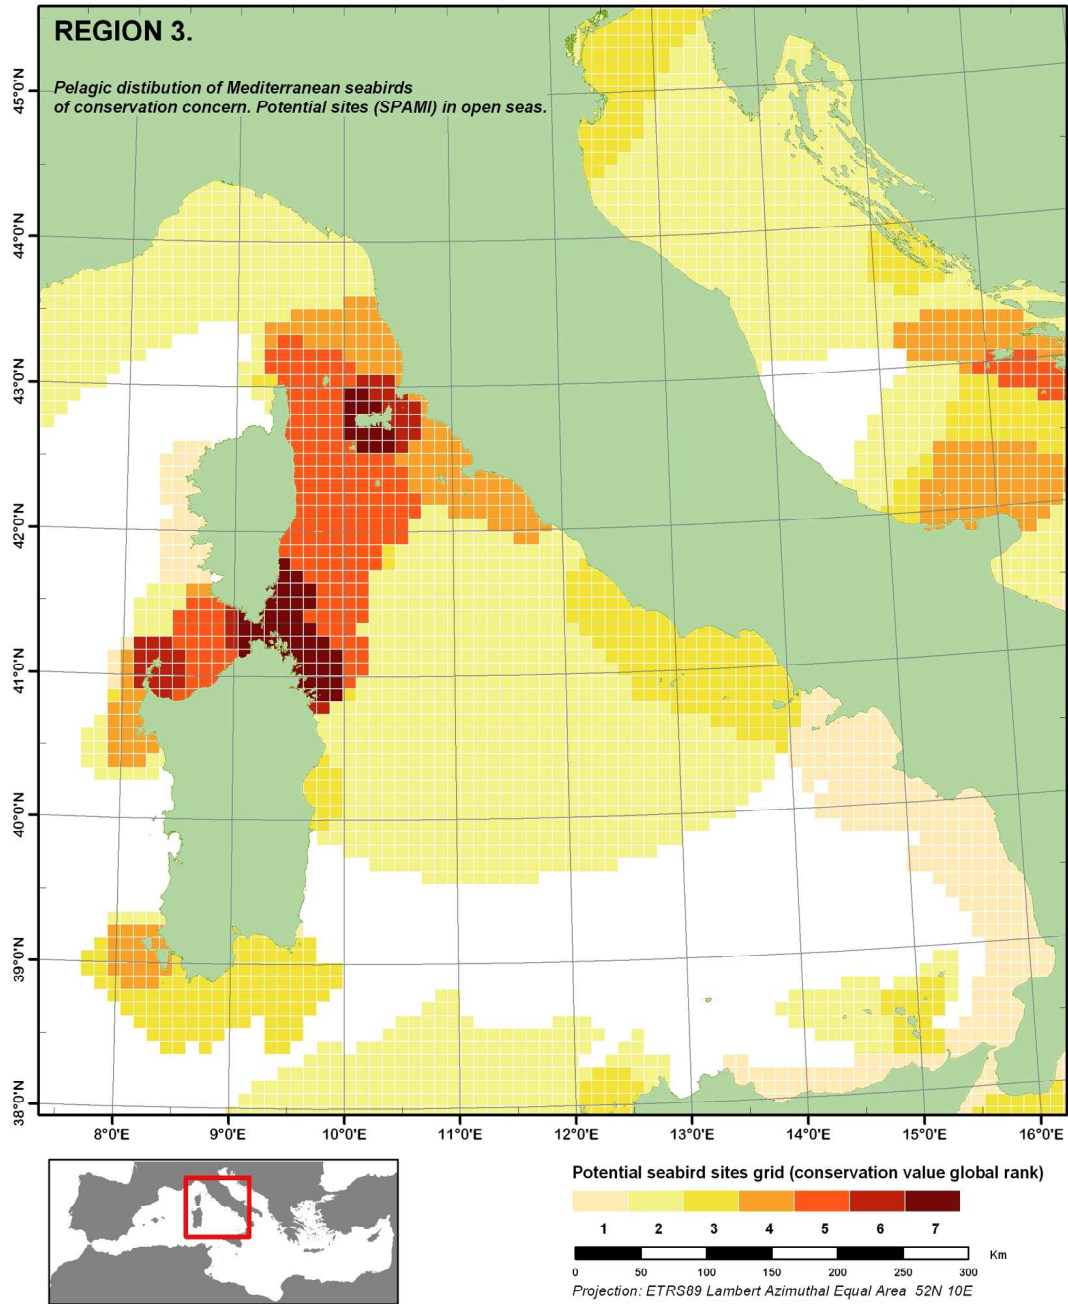 REGION 3.
Pelagic distibution of Mediterranean seabirds
of conservation concern. Potential sites (SPAMI) in open seas.
45°0'N
44°0'N
43°0'N
42°0'N
41°0'N
40°0'N
39°0'N
38°0'N
8°0'E 9°0'E 10°0'E 11°0'E 12°0'E 13°0'E 14°0'E 15°0'E 16°0'E
Potential seabird sites grid (conservation value global rank)
1 2 3 4 5 6 7
Km
0 50 100 150 200 250 300
Projection: ETRS89 Lambert Azimuthal Equal Area 52N 10E